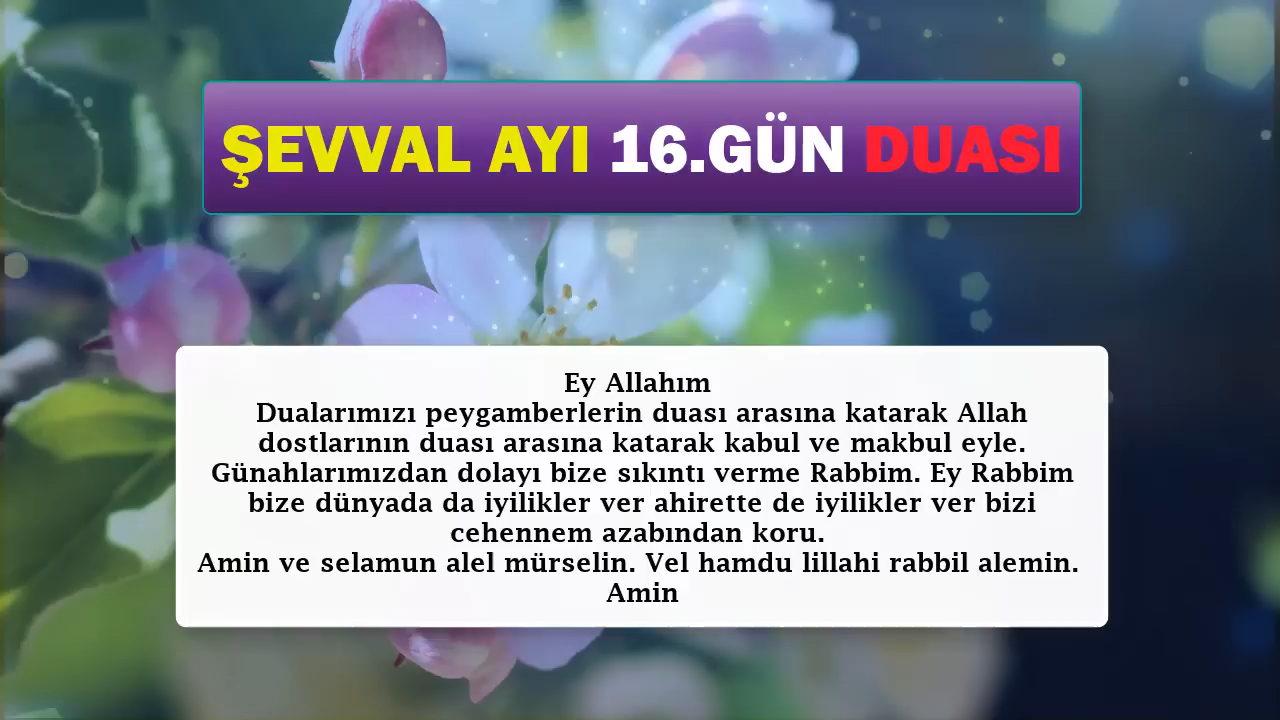 ŞEVVAL AYI 16.GÜN DUASI
Ey Allahım
Dualarımızı peygamberlerin duası arasına katarak Allah
dostlarının duası arasına katarak kabul ve makbul eyle.
Günahlarımızdan dolayı bize sıkıntı verme Rabbim. Ey Rabbim
bize dünyada da iyilikler ver ahirette de iyilikler ver bizi
cehennem azabından koru.
Amin ve selamun alel mürselin. Vel hamdu lillahi rabbil alemin.
Amin